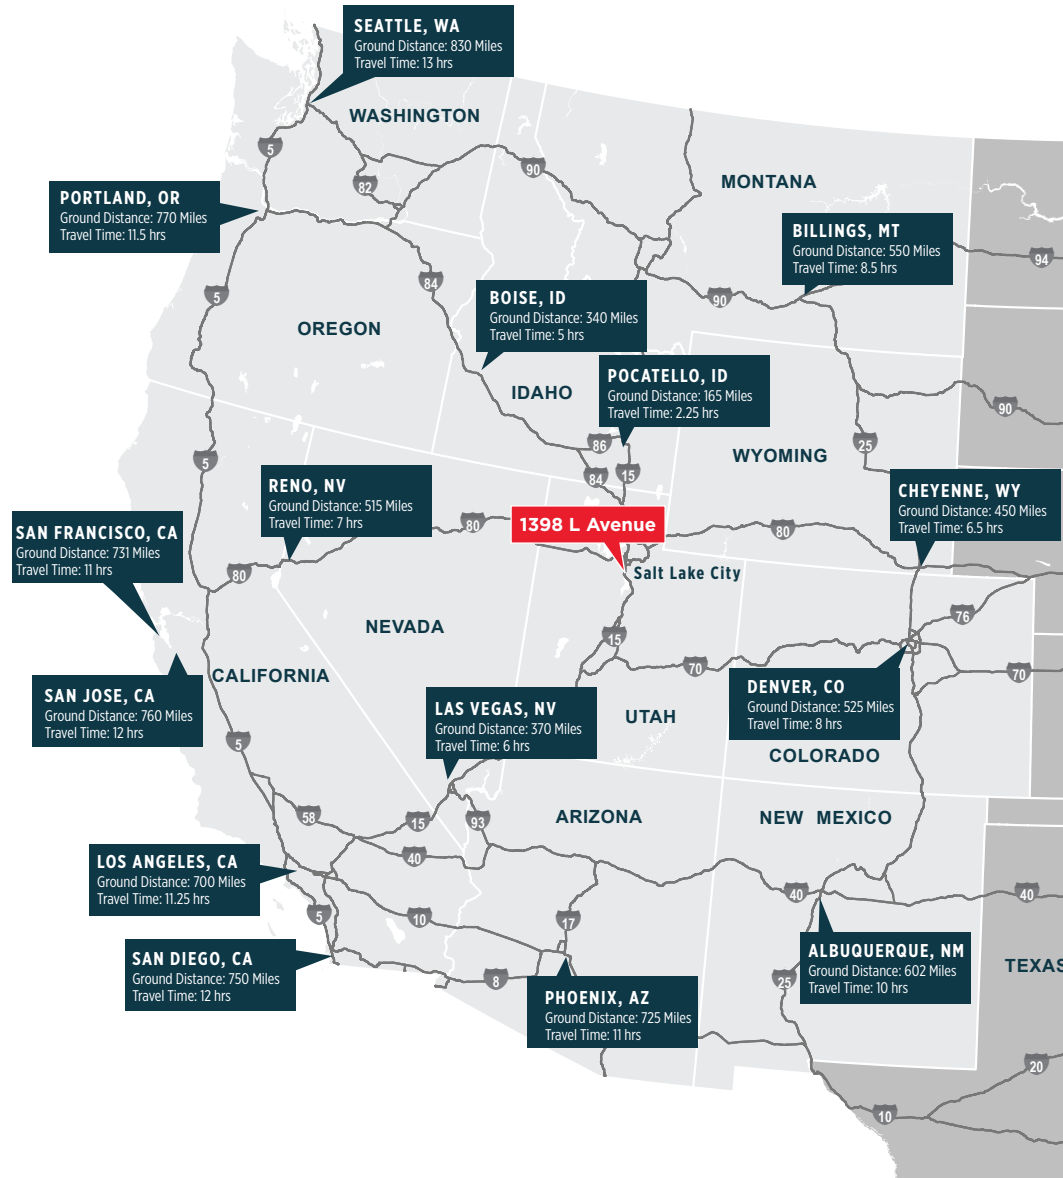 SEATTLE, WA
Ground Distance: 830 Miles
Travel Time: 13 hrs
WASHINGTON
5
82
90
MONTANA
PORTLAND, OR
Ground Distance: 770 Miles
Travel Time: 11.5 hrs
BILLINGS, MT
Ground Distance: 550 Miles
Travel Time: 8.5 hrs
94
84
5
90
BOISE, ID
Ground Distance: 340 Miles
Travel Time: 5 hrs
OREGON
IDAHO
POCATELLO, ID
Ground Distance: 165 Miles
Travel Time: 2.25 hrs
90
86
25
WYOMING
5
84
15
RENO, NV
Ground Distance: 515 Miles
Travel Time: 7 hrs
CHEYENNE, WY
Ground Distance: 450 Miles
Travel Time: 6.5 hrs
80
1398 L Avenue
80
SAN FRANCISCO, CA
Ground Distance: 731 Miles
Travel Time: 11 hrs
80
Salt Lake City
76
NEVADA
15
70
70
CALIFORNIA
SAN JOSE, CA
Ground Distance: 760 Miles
Travel Time: 12 hrs
DENVER, CO
Ground Distance: 525 Miles
Travel Time: 8 hrs
LAS VEGAS, NV
Ground Distance: 370 Miles
Travel Time: 6 hrs
UTAH
5
COLORADO
58
15
93
ARIZONA
NEW MEXICO
40
LOS ANGELES, CA
Ground Distance: 700 Miles
Travel Time: 11.25 hrs
40
40
5
10
17
SAN DIEGO, CA
Ground Distance: 750 Miles
Travel Time: 12 hrs
ALBUQUERQUE, NM
Ground Distance: 602 Miles
Travel Time: 10 hrs
TEXAS
8
25
PHOENIX, AZ
Ground Distance: 725 Miles
Travel Time: 11 hrs
20
10